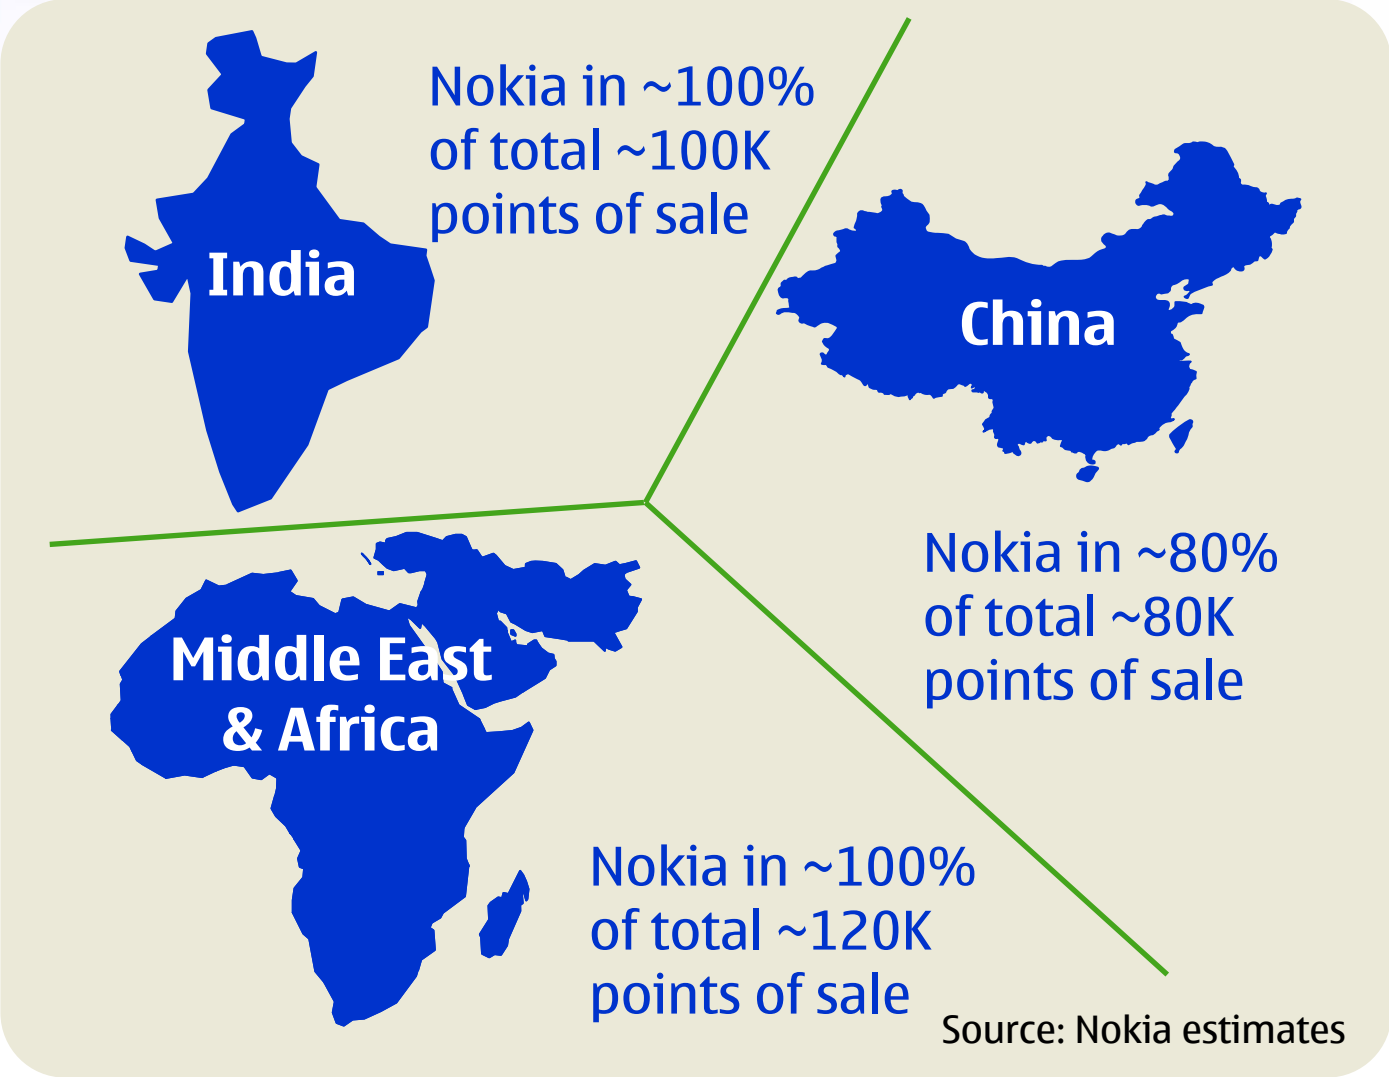 India
Nokia in ~100%
of total ~100K
points of sale
China
Nokia in ~80%
of total ~80K
points of sale
Middle East
& Africa
Nokia in ~100%
of total ~120K
points of sale
Source: Nokia estimates